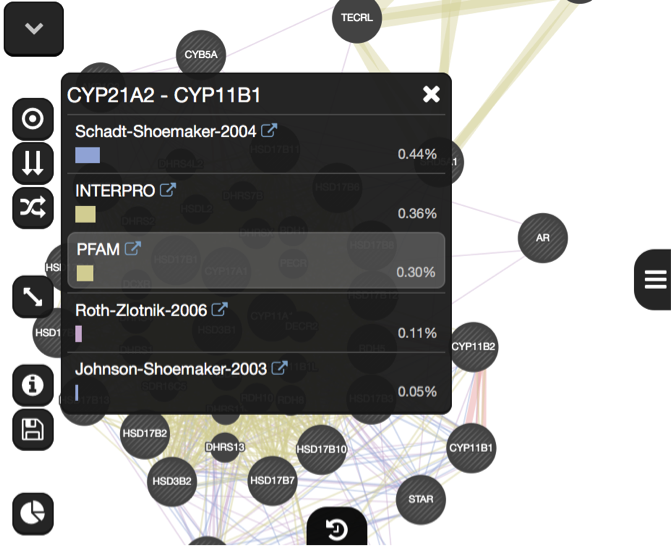 TECRL
CYB5A
CYP21A2 - CYP11B1
Schadt-Shoemaker-2004
0.44%
INTERPRO
0.36%
PFAM
0.30%
Roth-Zlotnik-2006
0.11%
Johnson-Shoemaker-2003
0.05%
AR
CYP11B2
HSD17B2
DHRS13
HSD17B10
CYP11B1
HSD3B2
HSD17B7
STAR